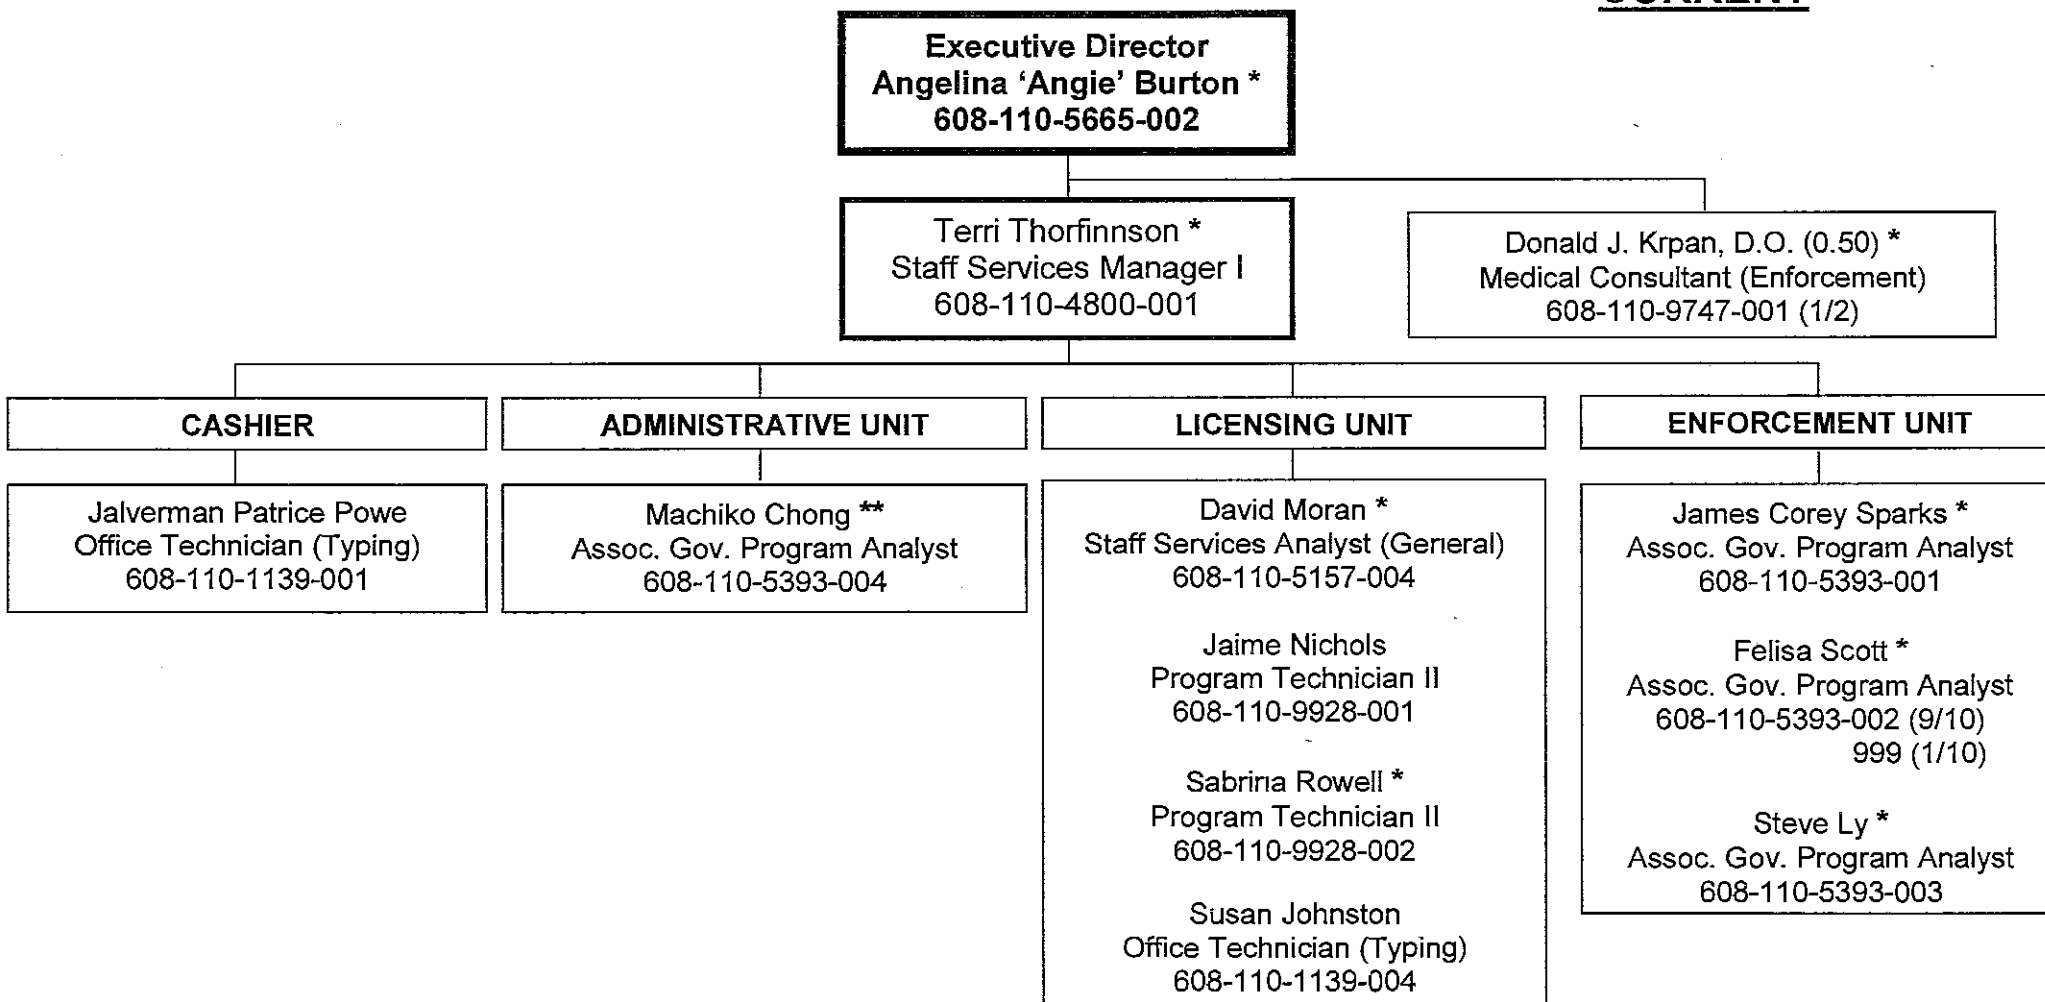 Executive Director
Angelina ‘Angie’ Burton *
608-110-5665-002
Terri Thorfinnson *
Staff Services Manager I
608-110-4800-001
Donald J. Krpan, D.O. (0.50) *
Medical Consultant (Enforcement)
608-110-9747-001 (1/2)
CASHIER
Jalverman Patrice Powe
Office Technician (Typing)
608-110-1139-001
ADMINISTRATIVE UNIT
Machiko Chong **
Assoc. Gov. Program Analyst
608-110-5393-004
LICENSING UNIT
David Moran *
Staff Services Analyst (General)
608-110-5157-004
Jaime Nichols
Program Technician II
608-110-9928-001
Sabrina Rowell *
Program Technician II
608-110-9928-002
Susan Johnston
Office Technician (Typing)
608-110-1139-004
ENFORCEMENT UNIT
James Corey Sparks *
Assoc. Gov. Program Analyst
608-110-5393-001
Felisa Scott *
Assoc. Gov. Program Analyst
608-110-5393-002 (9/10)
999 (1/10)
Steve Ly *
Assoc. Gov. Program Analyst
608-110-5393-003